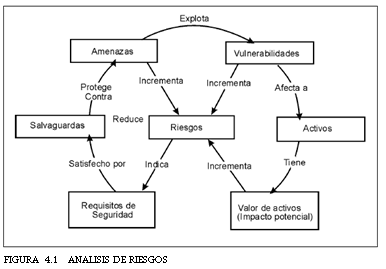 Explota
Amenazas
Vulnerabilidades
Protege
Contra
Incrementa
Incrementa
Afecta a
Salvaguardas
Reduce
Riesgos
Activos
Satisfecho por
Indica
Incrementa
Tiene
Requisitos de
Seguridad
Valor de activos
(Impacto potencial)
FIGURA 4.1 ANALISIS DE RIESGOS